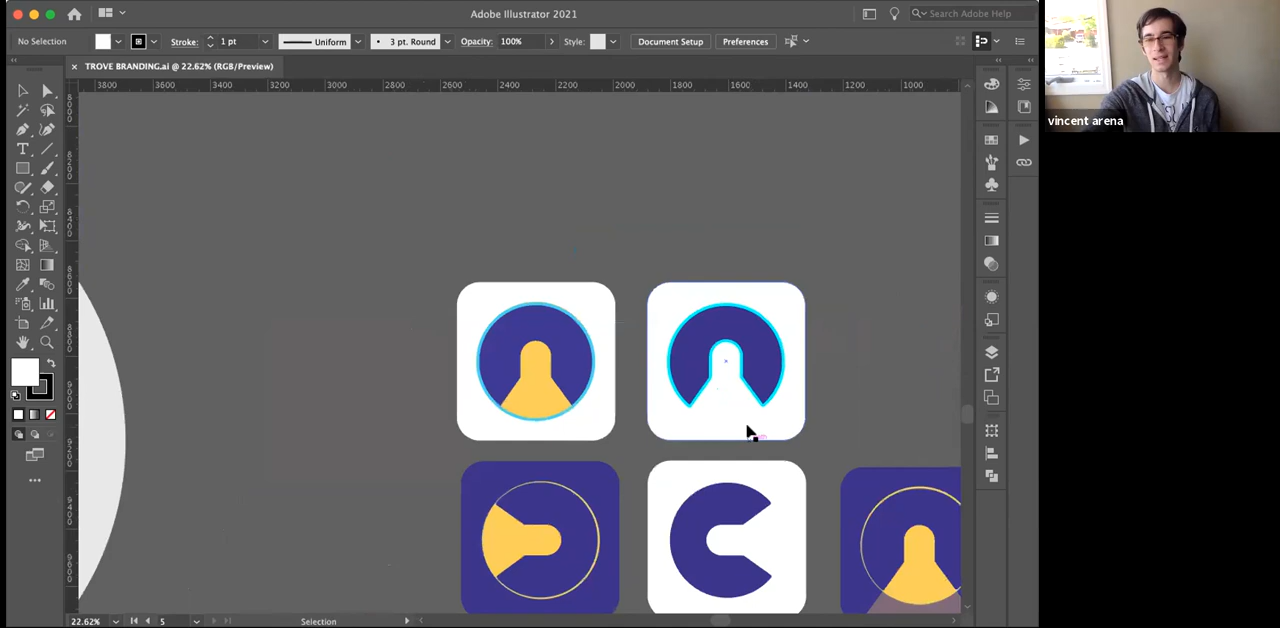 Adobe Illustrator 2021
Search Adobe Help
No Selection
Stroke:
1 pt
Uniform
3 pt. Round
Opacity:
100%
Style:
Document Setup
Preferences
TROVE BRANDING.ai @ 22.62% (RGB/Preview)
3800
3600
3400
3200
3000
2800
2600
2400
2200
2000
1800
1600
1400
1200
1000
vincent arena
22.62%
5
Selection